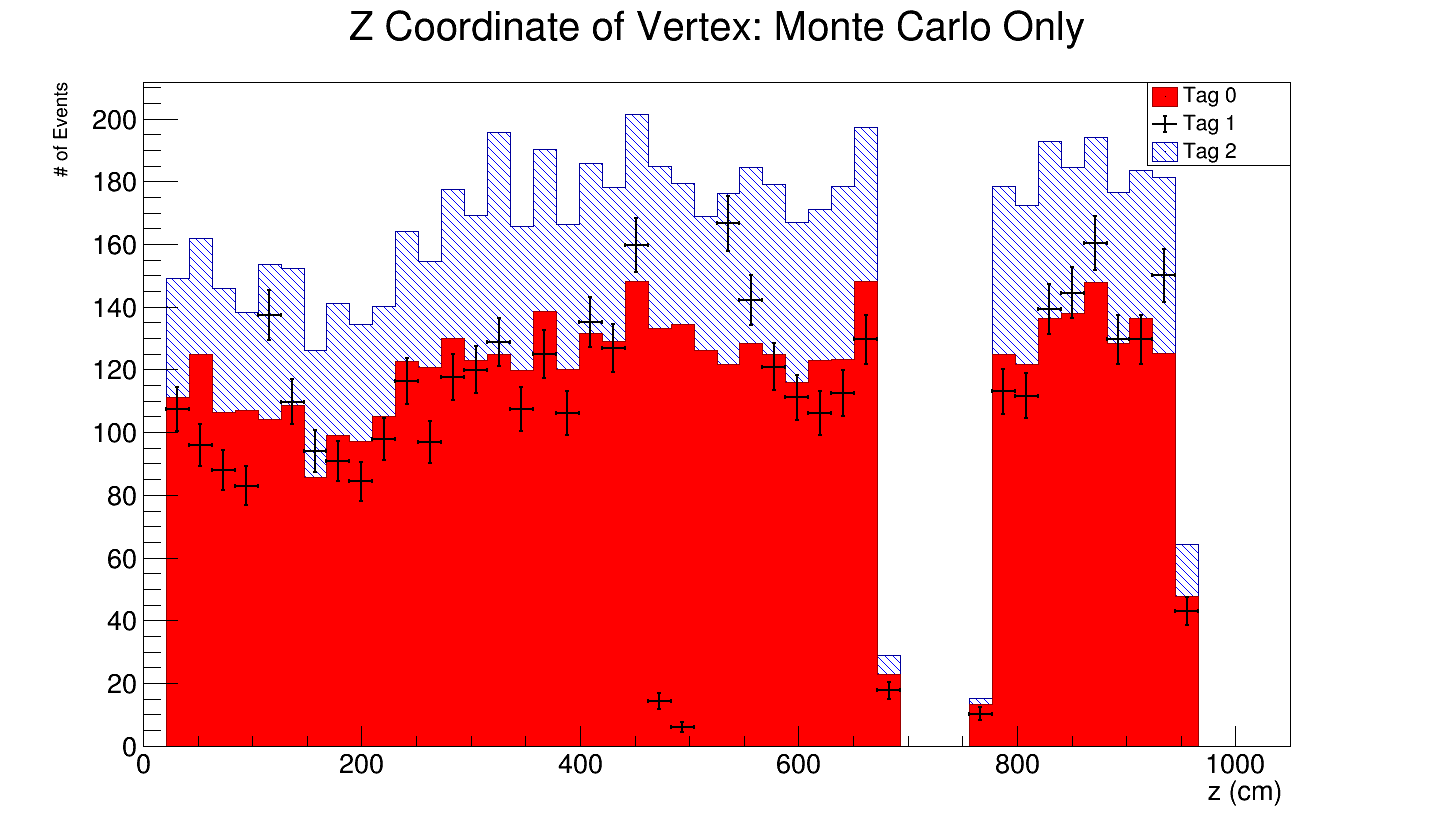 Z Coordinate of Vertex: Monte Carlo Only
# of Events
Tag 0
Tag 1
Tag 2
200
180
160
140
120
100
80
60
40
20
0
0 200 400 600 800 1000
z (cm)